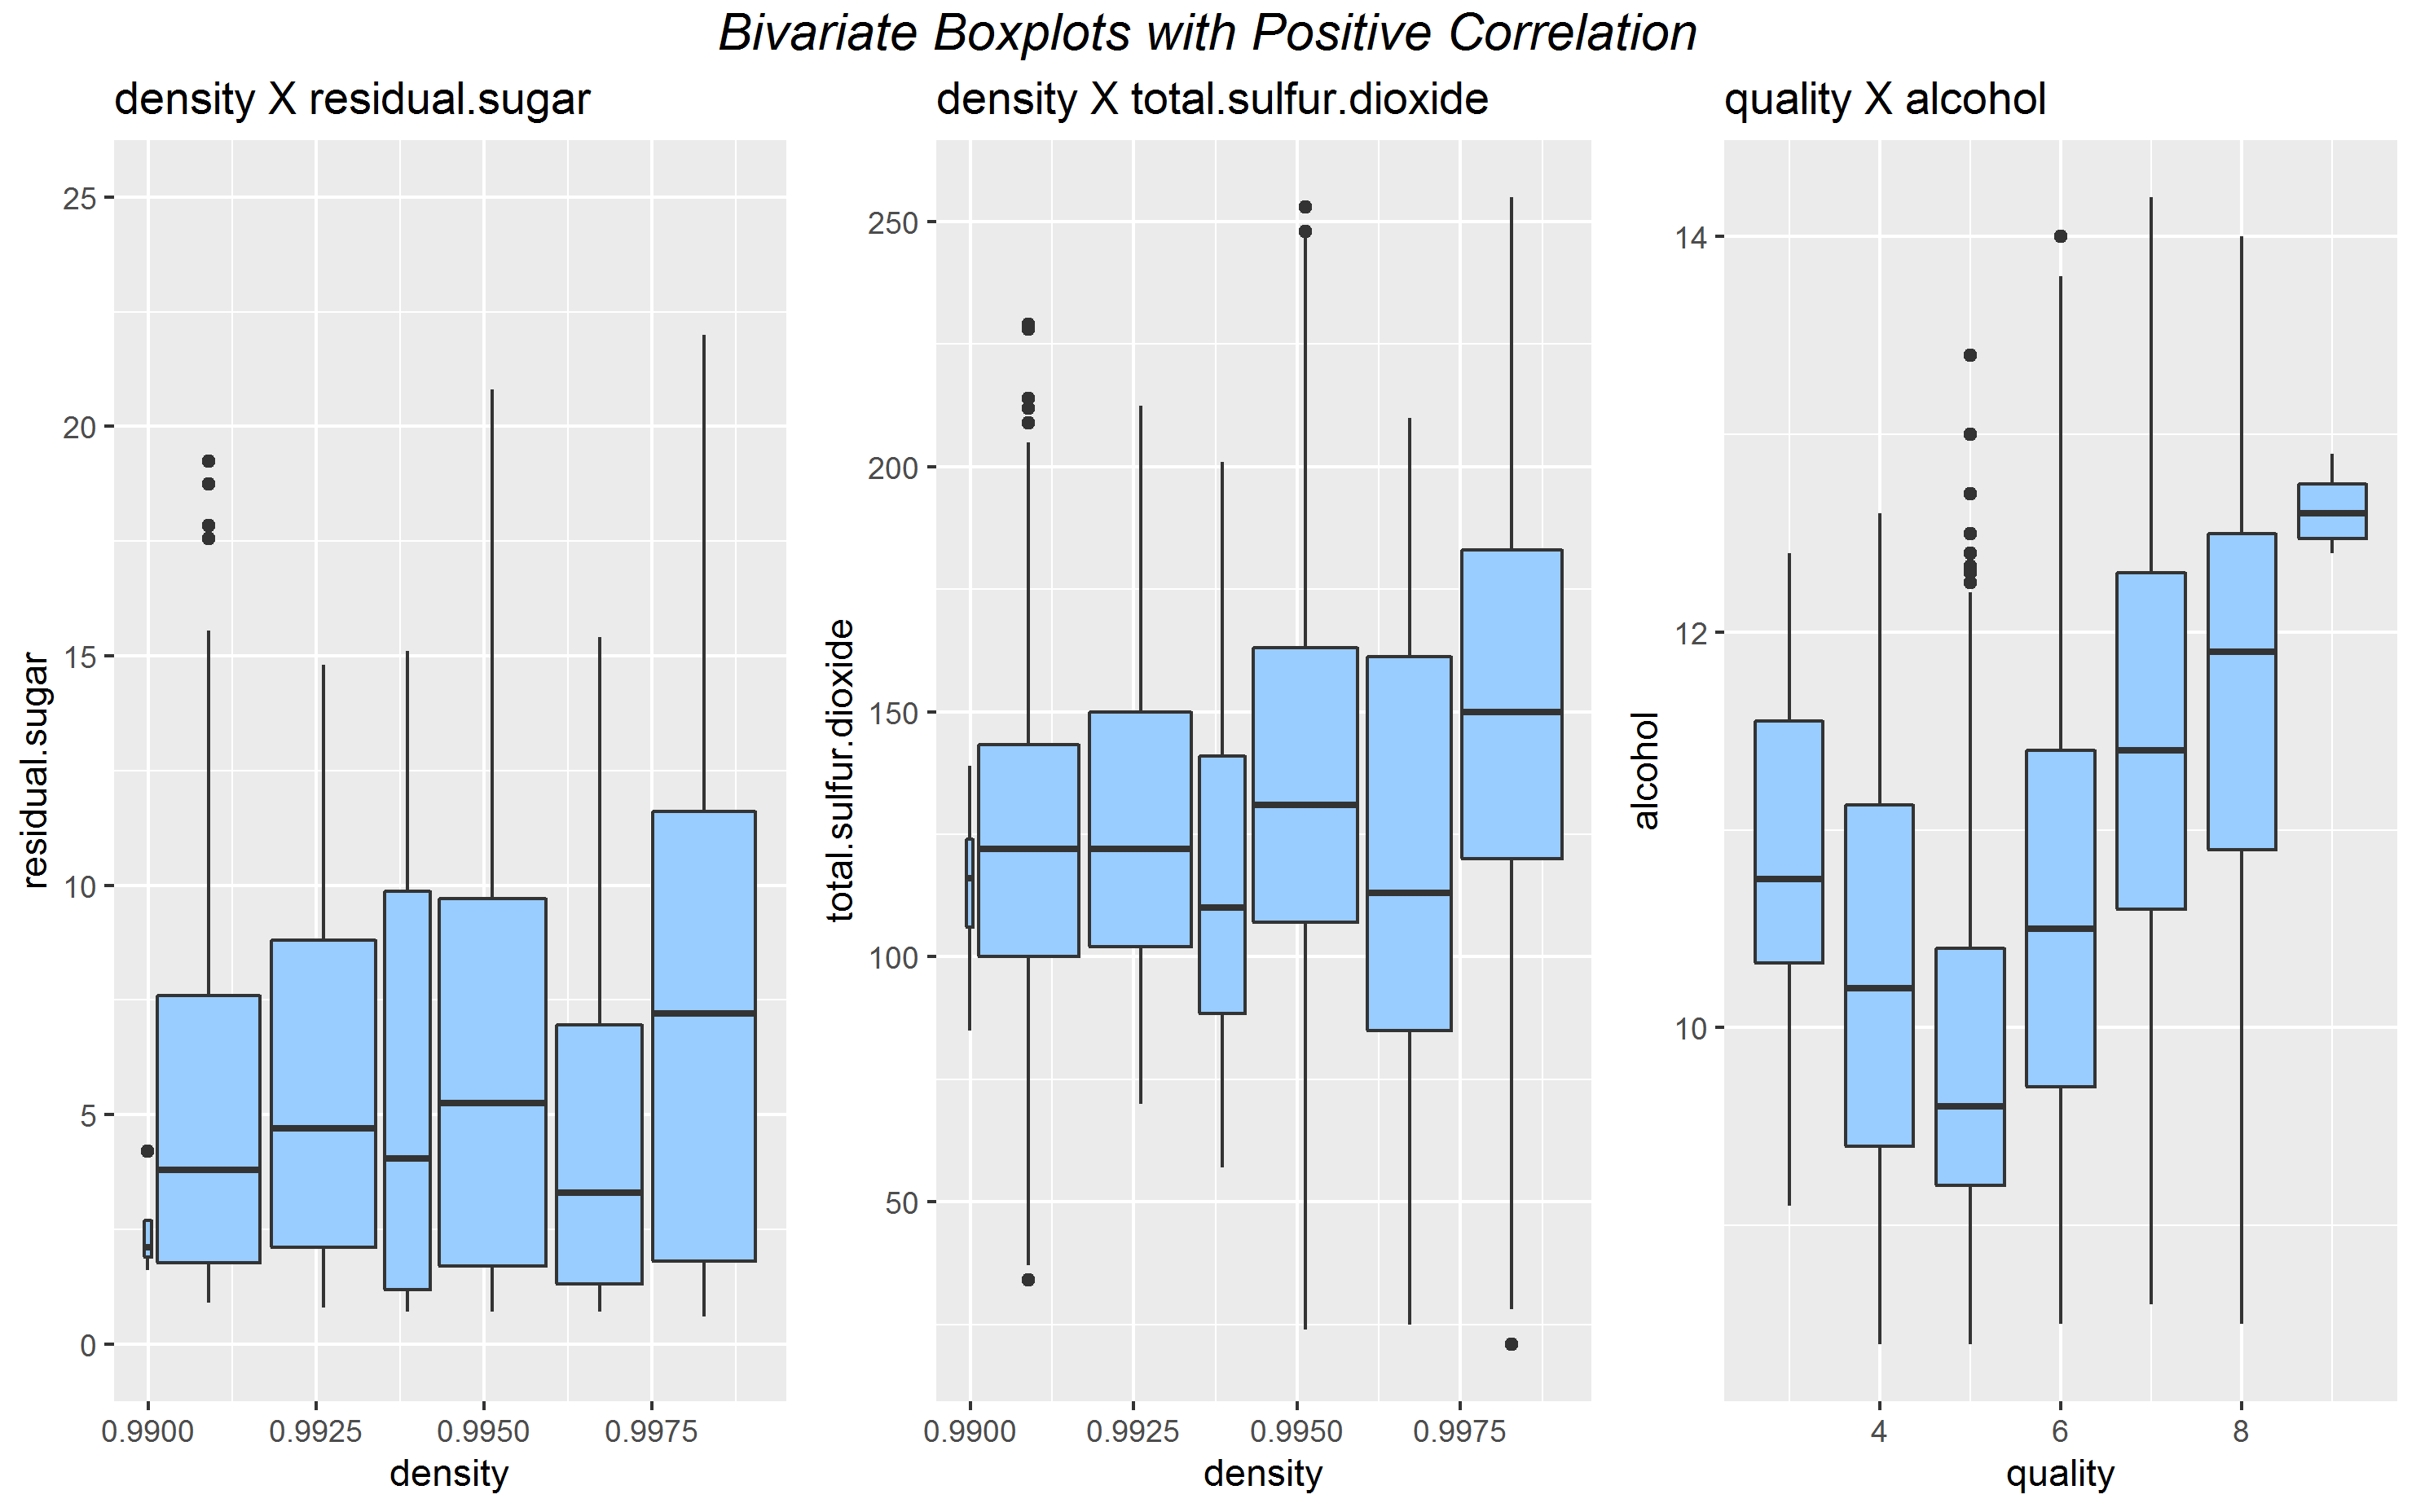 Bivariate Boxplots with Positive Correlation
density X residual.sugar
residual.sugar
25
20
15
10
5
0
0.9900 0.9925 0.9950 0.9975
density
density X total.sulfur.dioxide
total.sulfur.dioxide
250
200
150
100
50
0.9900 0.9925 0.9950 0.9975
density
quality X alcohol
alcohol
14
12
10
4 6 8
quality